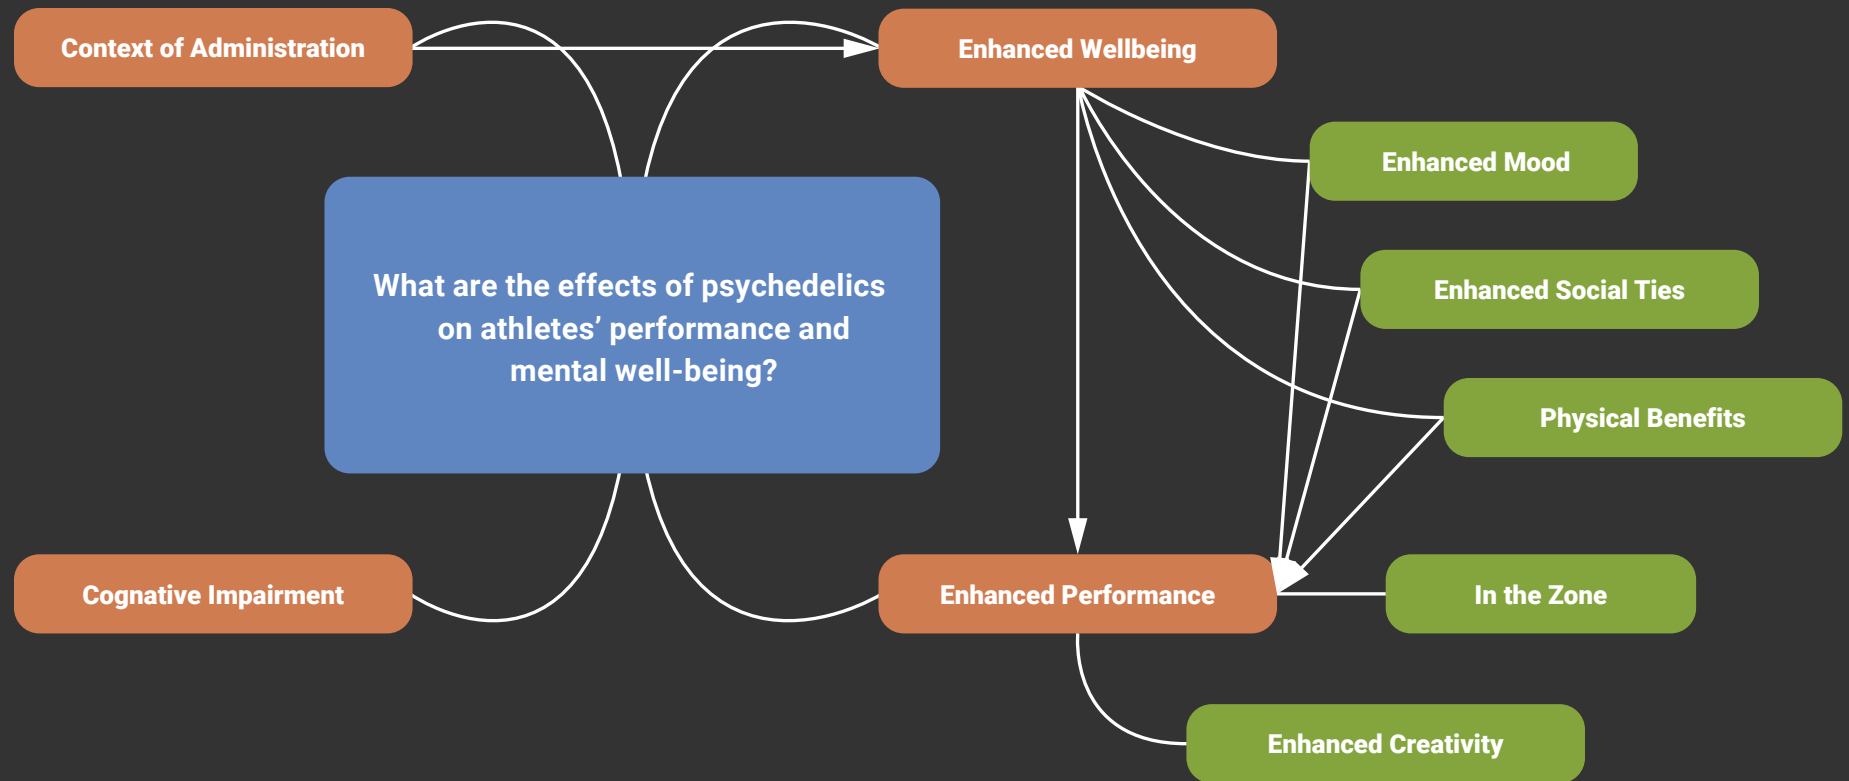 Context of Administration
Enhanced Wellbeing
Enhanced Mood
What are the effects of psychedelics
on athletes’ performance and
mental well-being?
Enhanced Social Ties
Physical Benefits
Cognative Impairment
Enhanced Performance
In the Zone
Enhanced Creativity